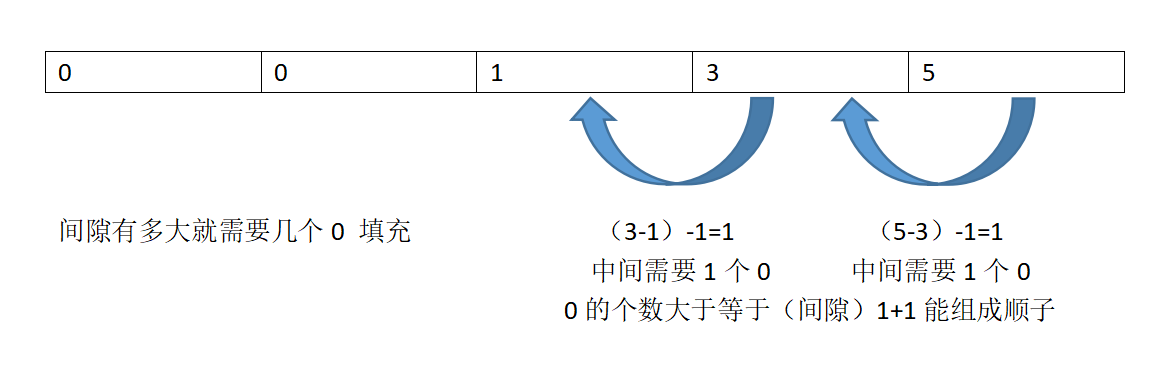 0 0 1 3 5
间隙有多大就需要几个0 填充
（3-1）-1=1
（5-3）-1=1
中间需要1个0
中间需要1个0
0的个数大于等于（间隙）1+1能组成顺子